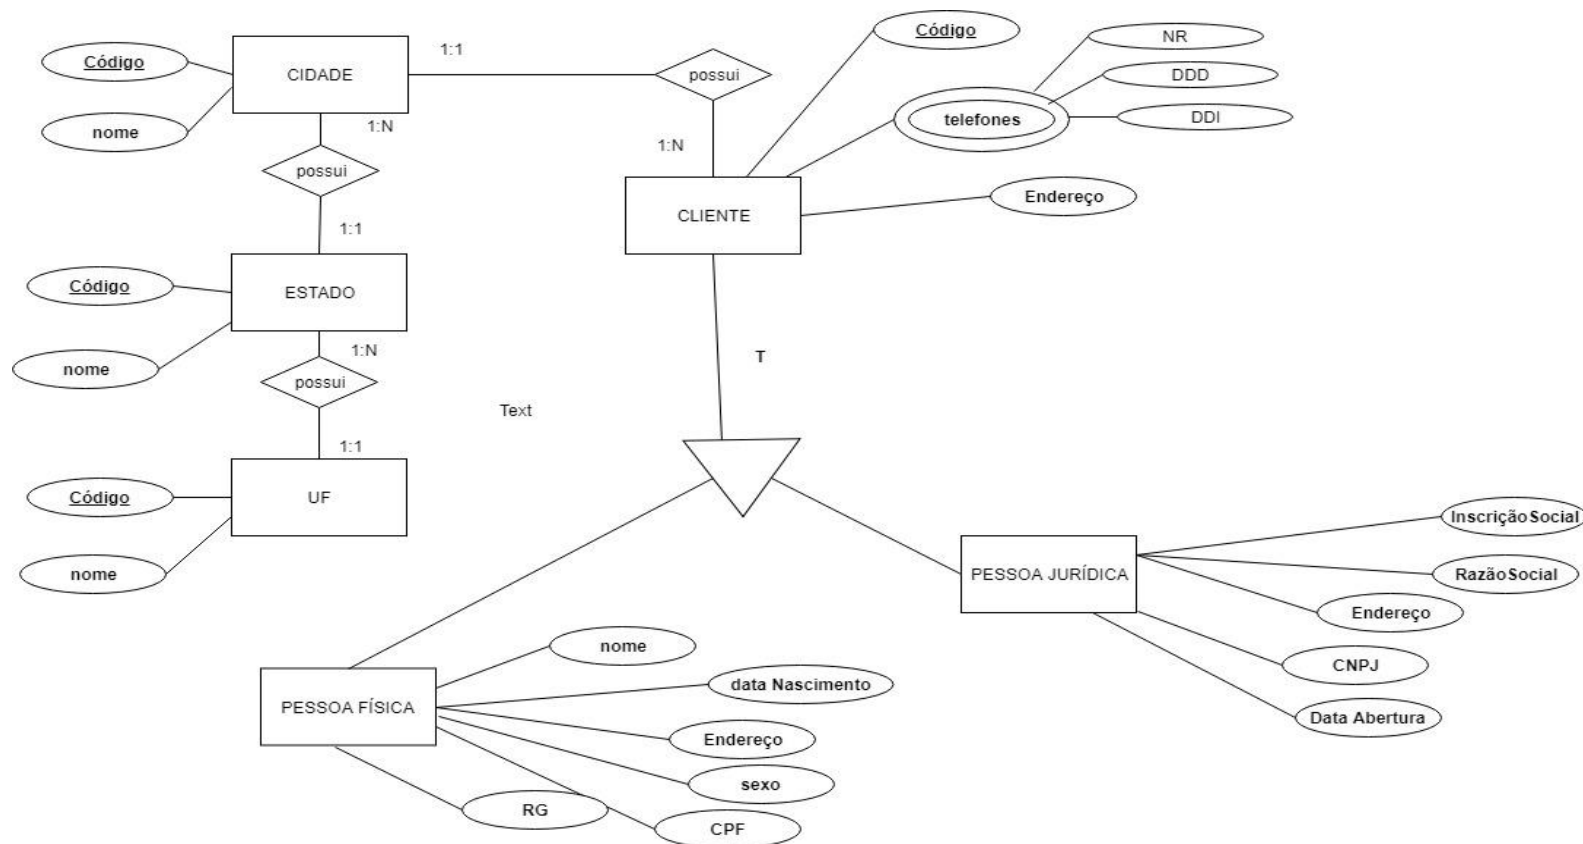 Código
1:1
NR
CIDADE
possui
DDD
Código
telefones
DDI
nome
1:N
1:N
possui
Endereço
CLIENTE
1:1
Código
ESTADO
nome
1:N
T
possui
Text
1:1
Código
UF
InscriçãoSocial
nome
PESSOA JURÍDICA
RazãoSocial
Endereço
nome
CNPJ
data Nascimento
PESSOA FÍSICA
Data Abertura
Endereço
sexo
RG
CPF